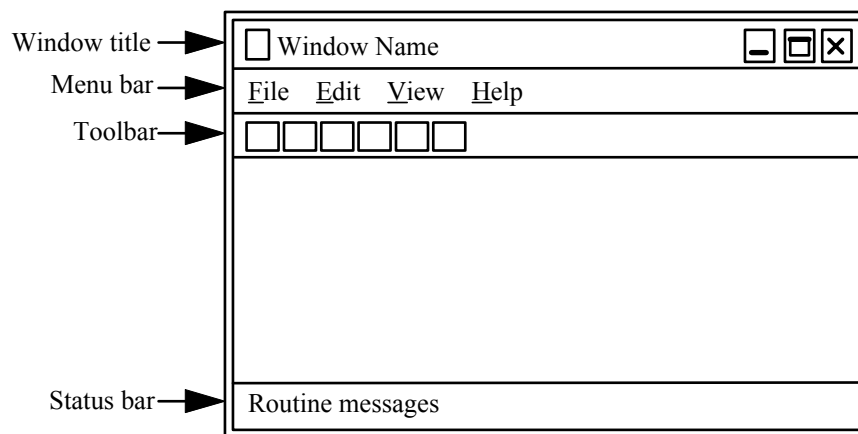 Window title
Window Name
Menu bar
File Edit View Help
Toolbar
Status bar
Routine messages